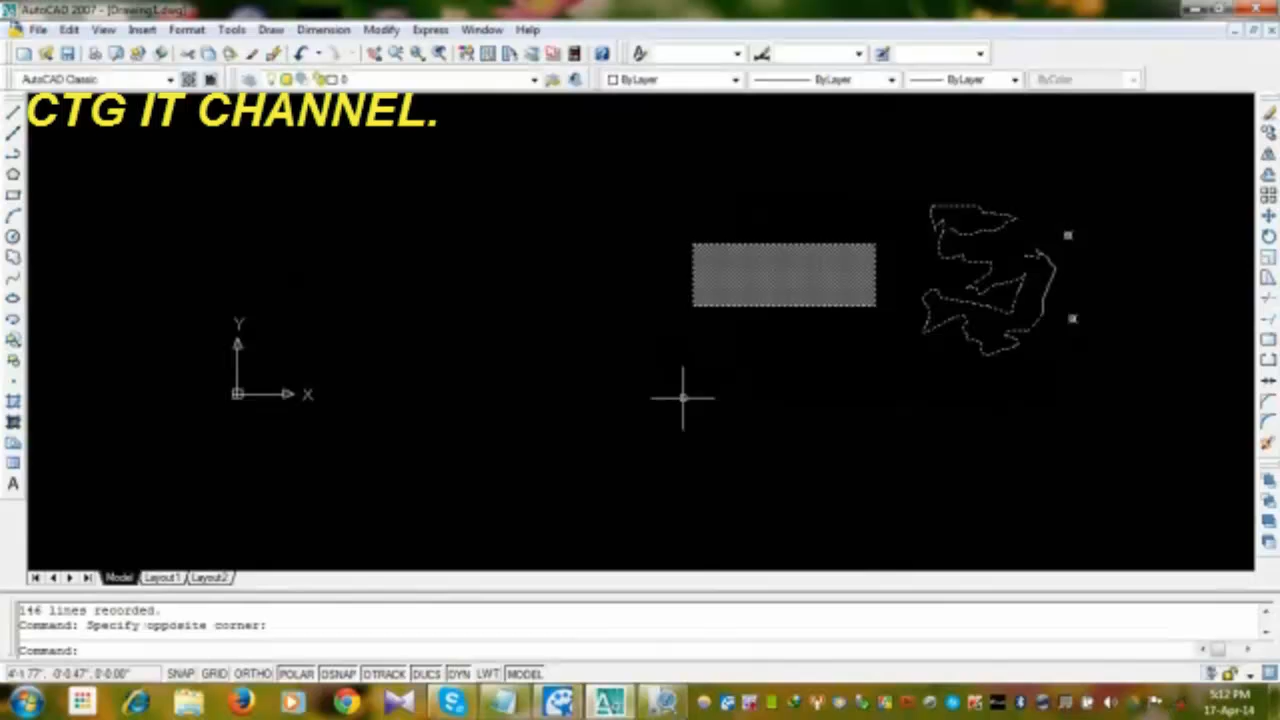 AutoCAD 2007 - [Drawing1.dwg]
File Edit View Insert Format Tools Draw Dimension Modify Express Window Help
AutoCAD Classic 0 ByLayer ByLayer ByLayer ByColor
CTG IT CHANNEL.
Y
X
A
Model Layout1 Layout2
146 lines recorded.
Command: Specify opposite corner:
Command:
SNAP GRID ORTHO POLAR OSNAP OTRACK DUCS DYN LWT MODEL
5:12 PM
17-Apr-14